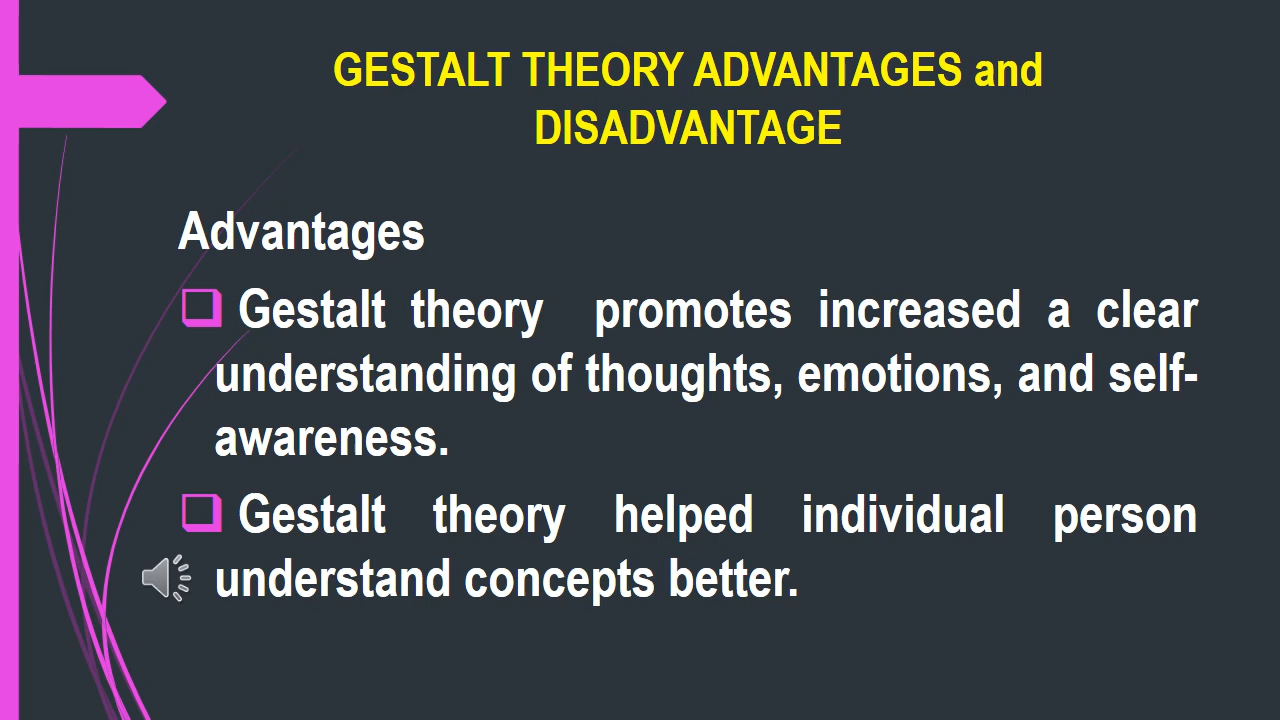 GESTALT THEORY ADVANTAGES and
DISADVANTAGE
Advantages
Gestalt theory promotes increased a clear
understanding of thoughts, emotions, and self-
awareness.
Gestalt theory helped individual person
understand concepts better.